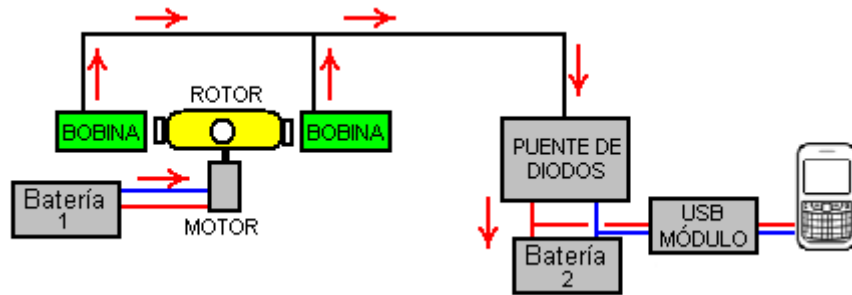 ROTOR
BOBINA
BOBINA
PUENTE DE
DIODOS
Batería
1
MOTOR
USB
MÓDULO
Batería
2